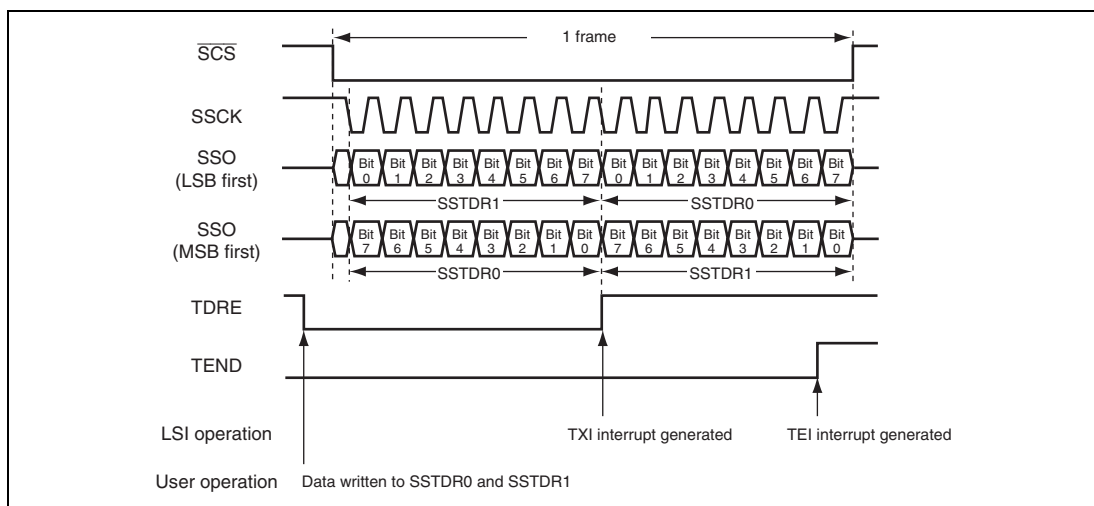 1 frame
SCS
SSCK
SSO
(LSB first)
Bit 0 Bit 1 Bit 2 Bit 3 Bit 4 Bit 5 Bit 6 Bit 7 Bit 0 Bit 1 Bit 2 Bit 3 Bit 4 Bit 5 Bit 6 Bit 7
SSTDR1 SSTDR0
SSO
(MSB first)
Bit 7 Bit 6 Bit 5 Bit 4 Bit 3 Bit 2 Bit 1 Bit 0 Bit 7 Bit 6 Bit 5 Bit 4 Bit 3 Bit 2 Bit 1 Bit 0
SSTDR0 SSTDR1
TDRE
TEND
LSI operation TXI interrupt generated TEI interrupt generated
User operation Data written to SSTDR0 and SSTDR1